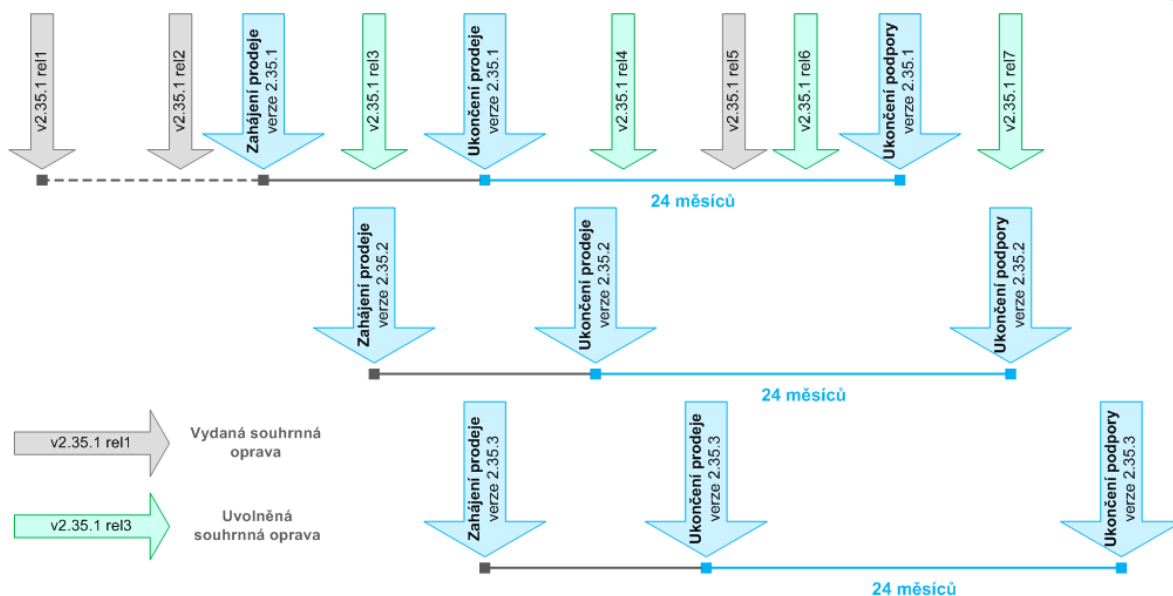 v2.35.1 rel1
v2.35.1 rel2
Zahájení prodeje
verze 2.35.1
v2.35.1 rel3
Ukončení prodeje
verze 2.35.1
v2.35.1 rel4
v2.35.1 rel5
v2.35.1 rel6
Ukončení podpory
verze 2.35.1
v2.35.1 rel7
24 měsíců
Zahájení prodeje
verze 2.35.2
Ukončení prodeje
verze 2.35.2
Ukončení podpory
verze 2.35.2
24 měsíců
Zahájení prodeje
verze 2.35.3
Ukončení prodeje
verze 2.35.3
Ukončení podpory
verze 2.35.3
24 měsíců
v2.35.1 rel1
Vydaná souhrnná
oprava
v2.35.1 rel3
Uvolněná
souhrnná oprava